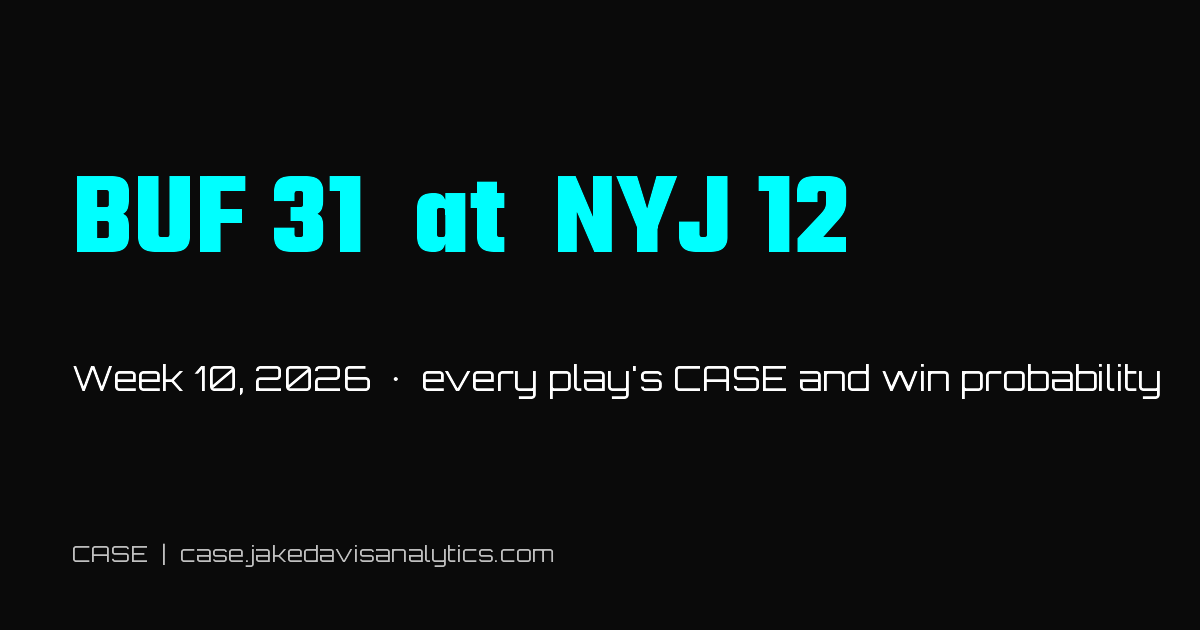 BUF 31 at NYJ 12
Week 10, 2026 · every play's CASE and win probability
CASE | case.jakedavisanalytics.com